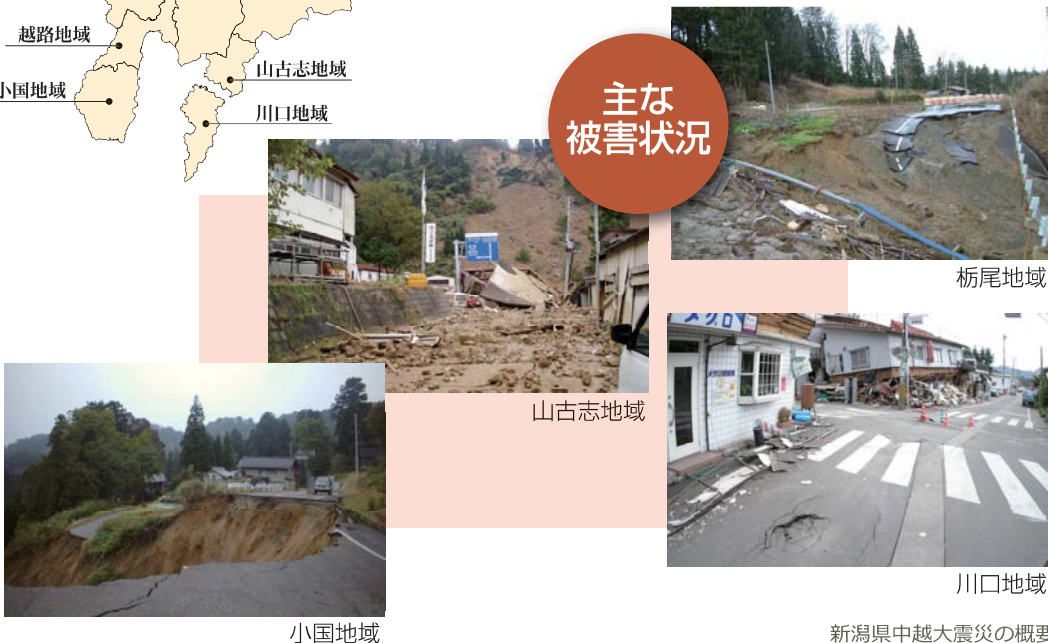 越路地域
小国地域
山古志地域
川口地域
主な
被害状況
栃尾地域
山古志地域
川口地域
小国地域
新潟県中越大震災の概要